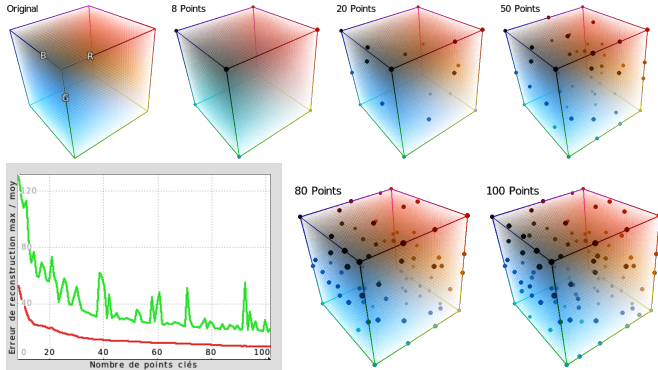 Original
8 Points
20 Points
50 Points
B
R
G
80 Points
100 Points
Erreur de reconstruction max / moy
120
80
40
0
20
40
60
80
100
Nombre de points clés